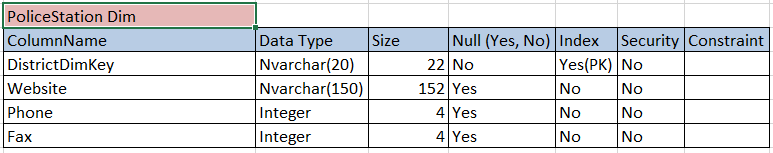 PoliceStation Dim
ColumnName Data Type Size Null (Yes, No) Index Security Constraint
DistrictDimKey Nvarchar(20) 22 No Yes(PK) No
Website Nvarchar(150) 152 Yes No No
Phone Integer 4 Yes No No
Fax Integer 4 Yes No No